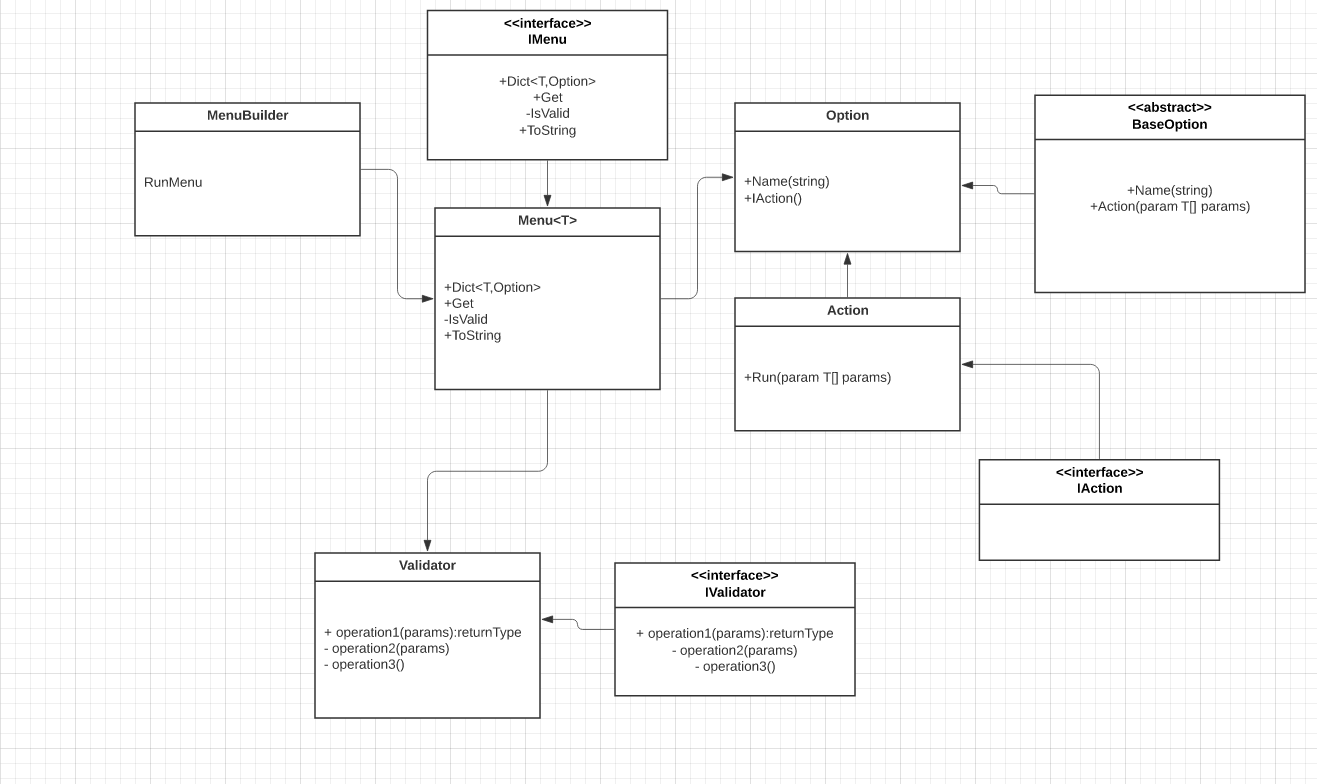 <<interface>>
IMenu
+Dict<T,Option>
+Get
-IsValid
+ToString
MenuBuilder
RunMenu
Option
+Name(string)
+IAction()
<<abstract>>
BaseOption
+Name(string)
+Action(param T[] params)
Menu<T>
+Dict<T,Option>
+Get
-IsValid
+ToString
Action
+Run(param T[] params)
<<interface>>
IAction
Validator
+ operation1(params):returnType
- operation2(params)
- operation3()
<<interface>>
IValidator
+ operation1(params):returnType
- operation2(params)
- operation3()